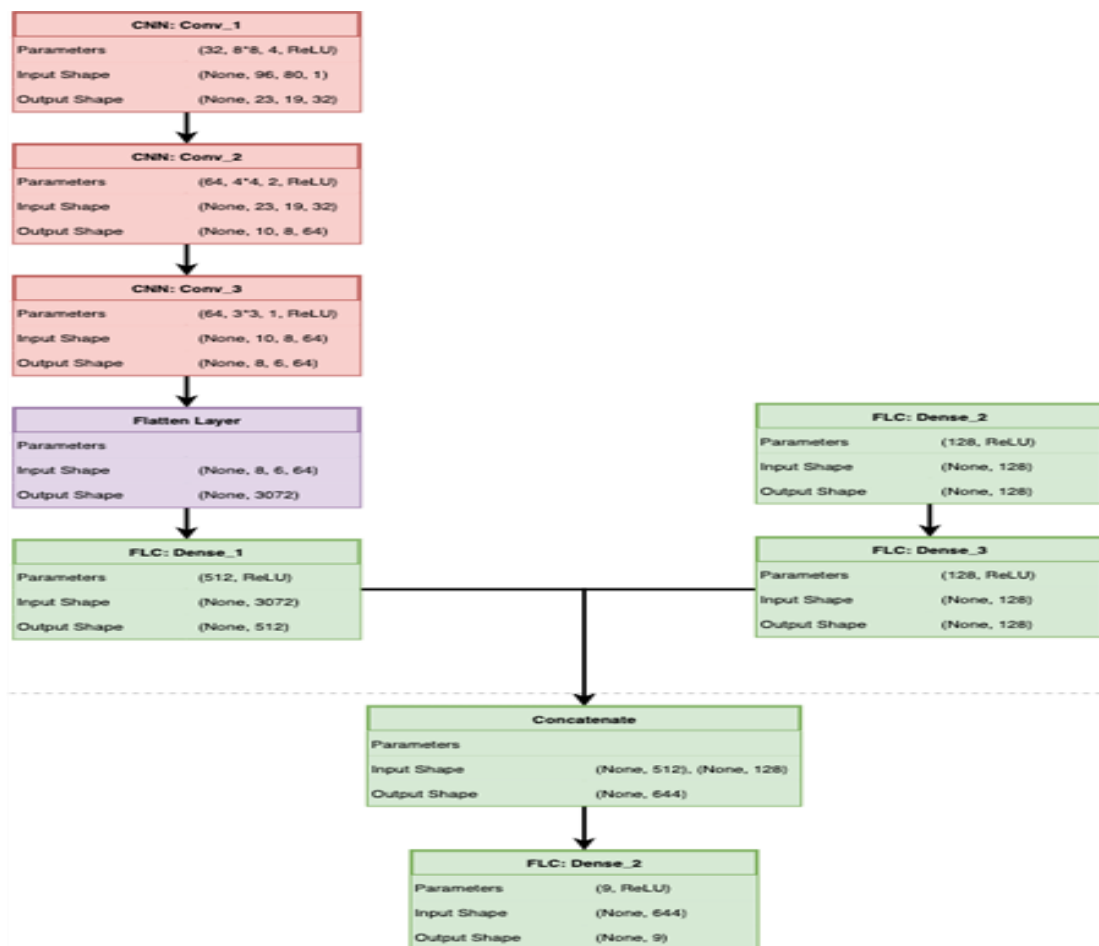 CNN: Conv_1
Parameters (32, 8*8, 4, ReLU)
Input Shape (None, 96, 80, 1)
Output Shape (None, 23, 19, 32)
CNN: Conv_2
Parameters (64, 4*4, 2, ReLU)
Input Shape (None, 23, 19, 32)
Output Shape (None, 10, 8, 64)
CNN: Conv_3
Parameters (64, 3*3, 1, ReLU)
Input Shape (None, 10, 8, 64)
Output Shape (None, 8, 6, 64)
Flatten Layer
Parameters
Input Shape (None, 8, 6, 64)
Output Shape (None, 3072)
FLC: Dense_1
Parameters (512, ReLU)
Input Shape (None, 3072)
Output Shape (None, 512)
FLC: Dense_2
Parameters (128, ReLU)
Input Shape (None, 128)
Output Shape (None, 128)
FLC: Dense_3
Parameters (128, ReLU)
Input Shape (None, 128)
Output Shape (None, 128)
Concatenate
Parameters
Input Shape (None, 512), (None, 128)
Output Shape (None, 644)
FLC: Dense_2
Parameters (9, ReLU)
Input Shape (None, 644)
Output Shape (None, 9)